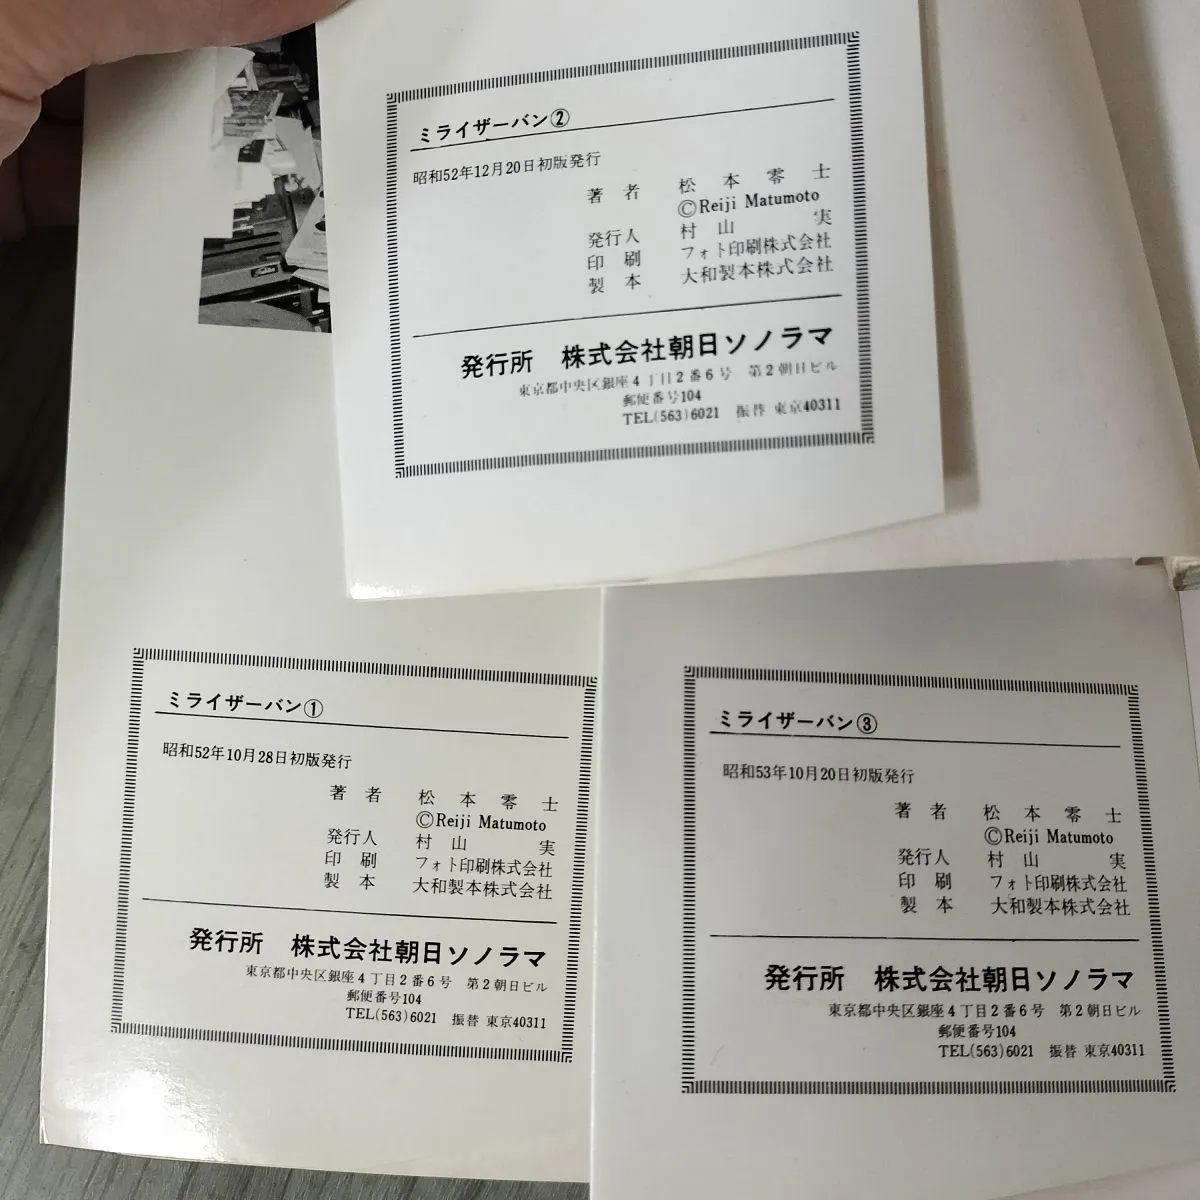 ミライザーバン②
昭和52年12月20日初版発行
著者 松本零士
ⒸReiji Matumoto
発行人 村山 実
印刷 フォト印刷株式会社
製本 大和製本株式会社
発行所 株式会社朝日ソノラマ
東京都中央区銀座4丁目2番6号 第2朝日ビル
郵便番号104
TEL(563)6021 振替 東京40311
ミライザーバン①
昭和52年10月28日初版発行
著者 松本零士
ⒸReiji Matumoto
発行人 村山 実
印刷 フォト印刷株式会社
製本 大和製本株式会社
発行所 株式会社朝日ソノラマ
東京都中央区銀座4丁目2番6号 第2朝日ビル
郵便番号104
TEL(563)6021 振替 東京40311
ミライザーバン③
昭和53年10月20日初版発行
著者 松本零士
ⒸReiji Matumoto
発行人 村山 実
印刷 フォト印刷株式会社
製本 大和製本株式会社
発行所 株式会社朝日ソノラマ
東京都中央区銀座4丁目2番6号 第2朝日ビル
郵便番号104
TEL(563)6021 振替 東京40311